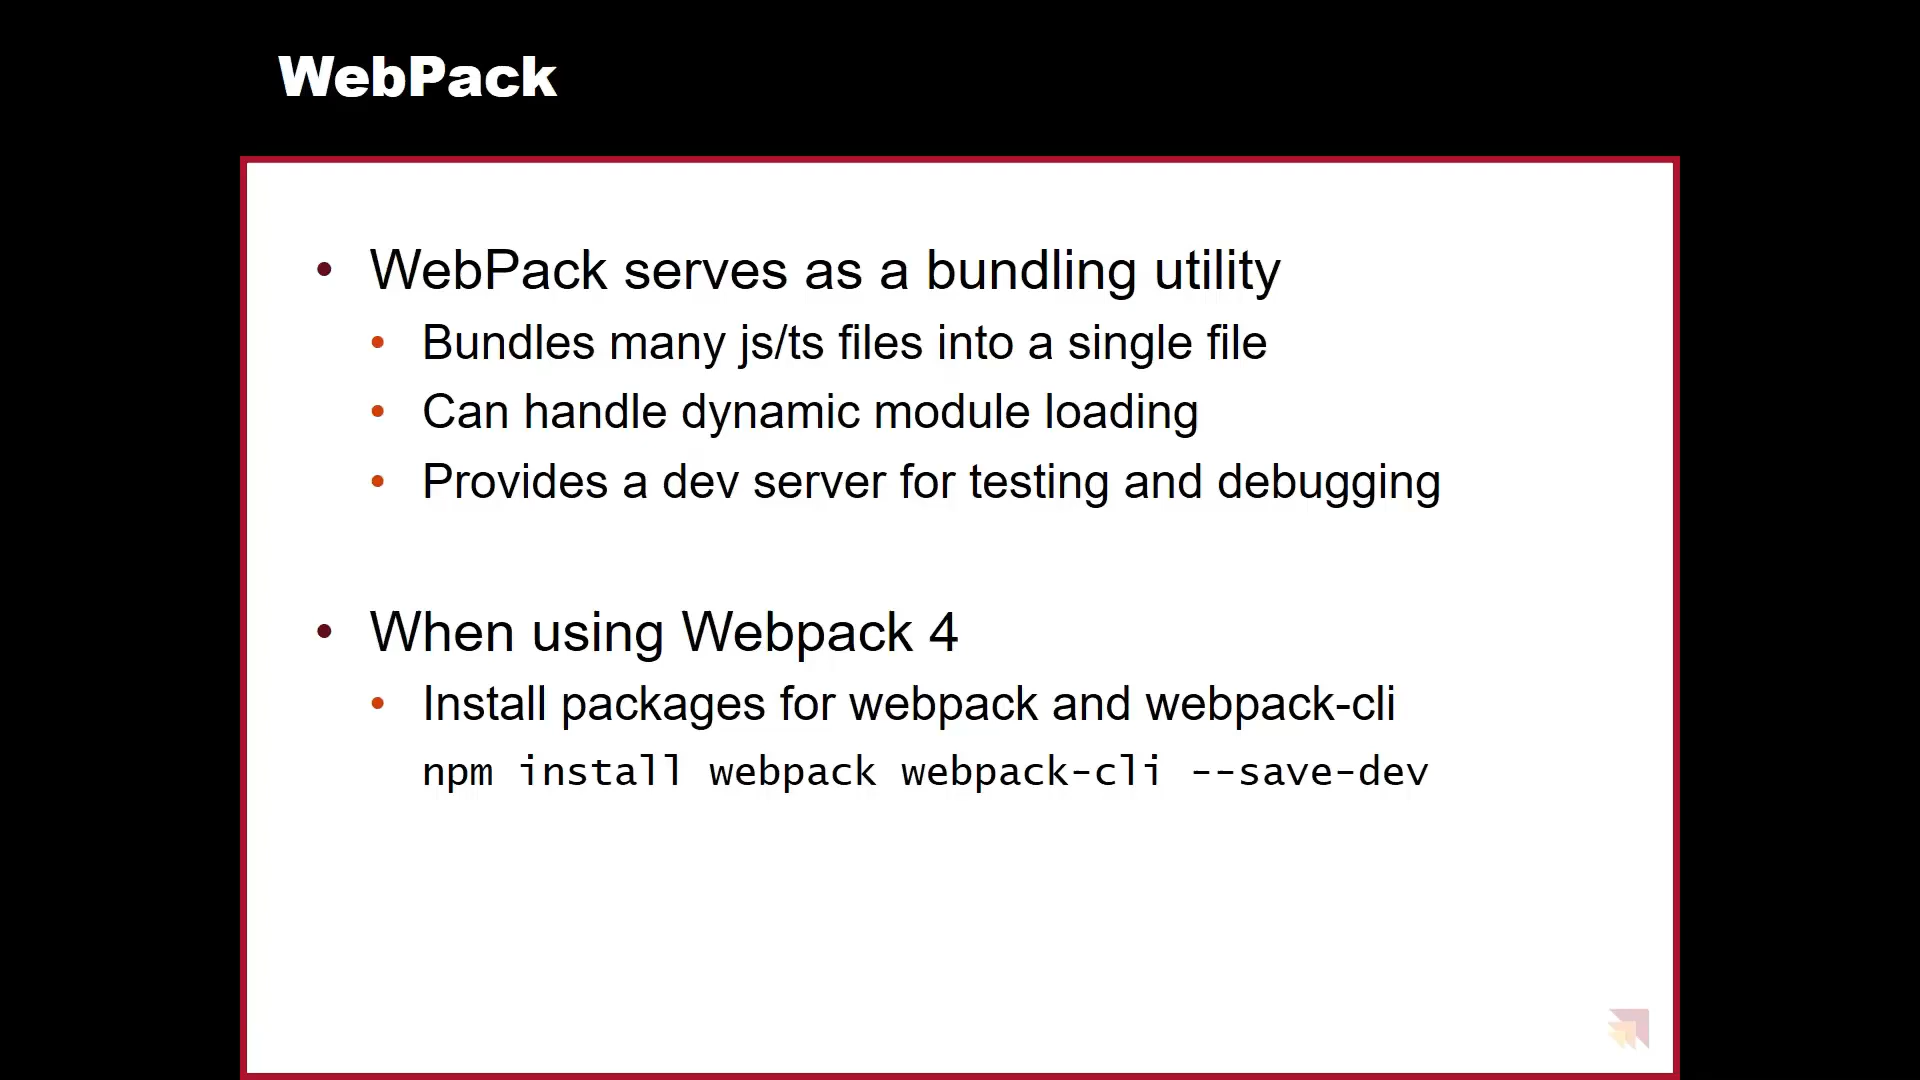 WebPack
• WebPack serves as a bundling utility
• Bundles many js/ts files into a single file
• Can handle dynamic module loading
• Provides a dev server for testing and debugging
• When using Webpack 4
• Install packages for webpack and webpack-cli
npm install webpack webpack-cli --save-dev